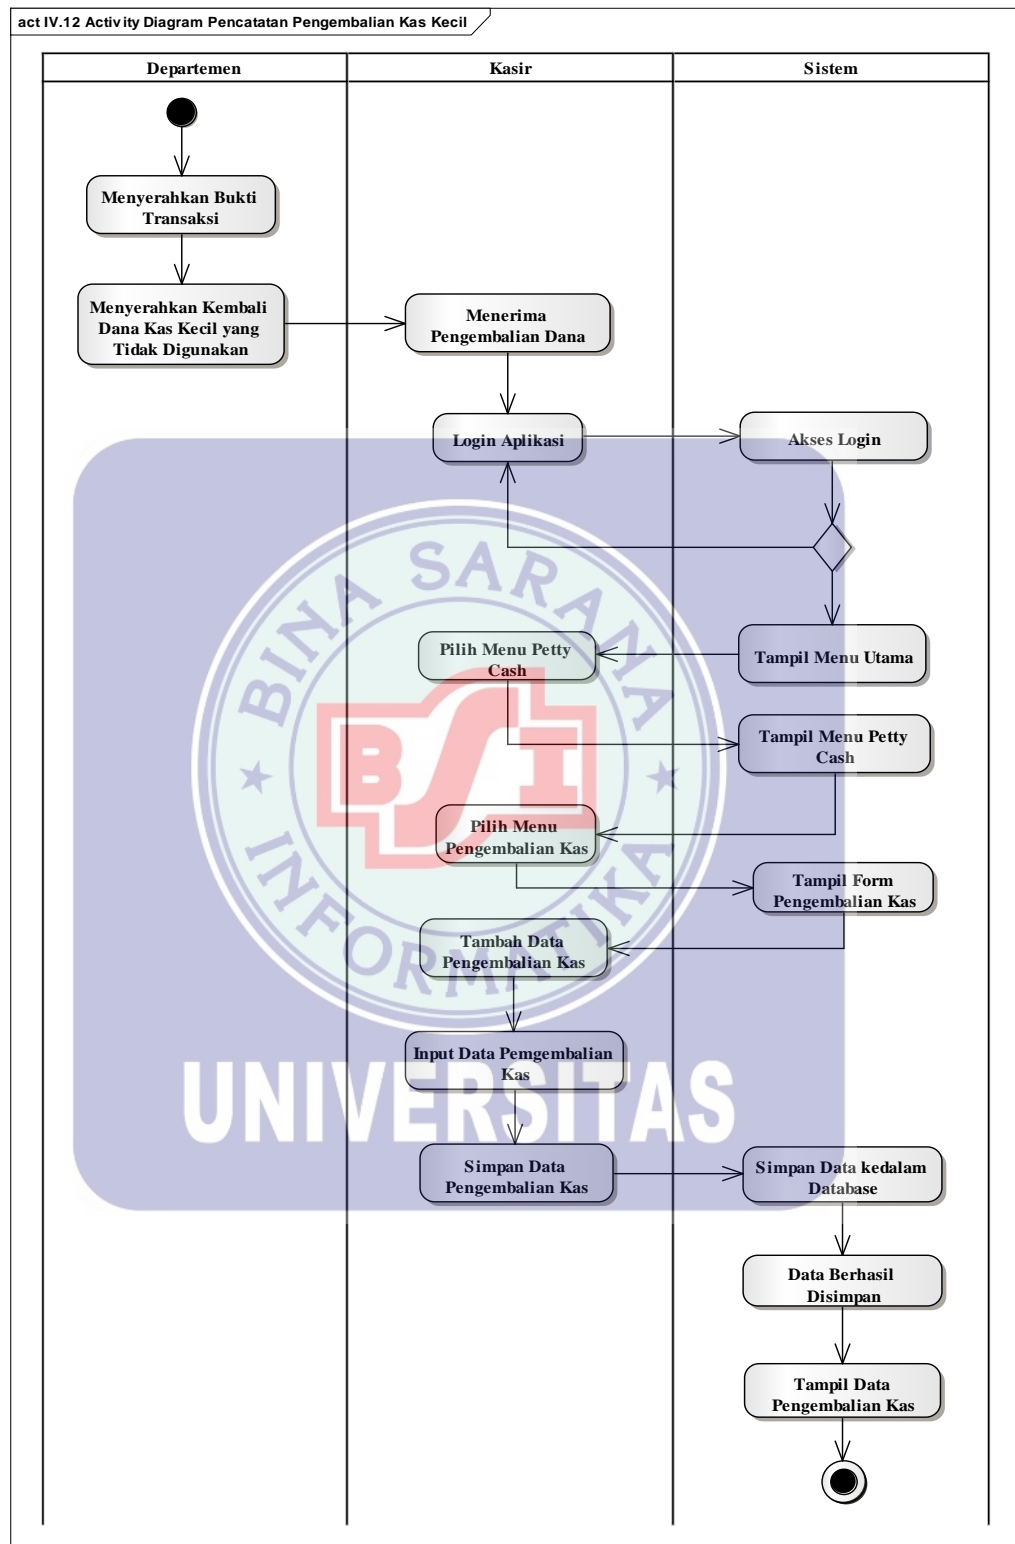 act IV.12 Activity Diagram Pencatatan Pengembalian Kas Kecil
Departemen
Kasir
Sistem
Menyerahkan Bukti
Transaksi
Menyerahkan Kembali
Dana Kas Kecil yang
Tidak Digunakan
Menerima
Pengembalian Dana
Login Aplikasi
Akses Login
Tampil Menu Utama
Pilih Menu Petty
Cash
Tampil Menu Petty
Cash
Pilih Menu
Pengembalian Kas
Tampil Form
Pengembalian Kas
Tambah Data
Pengembalian Kas
Input Data Pemgembalian
Kas
Simpan Data
Pengembalian Kas
Simpan Data kedalam
Database
Data Berhasil
Disimpan
Tampil Data
Pengembalian Kas
BINA SARANA
INFORMATIKA
BSI
UNIVERSITAS